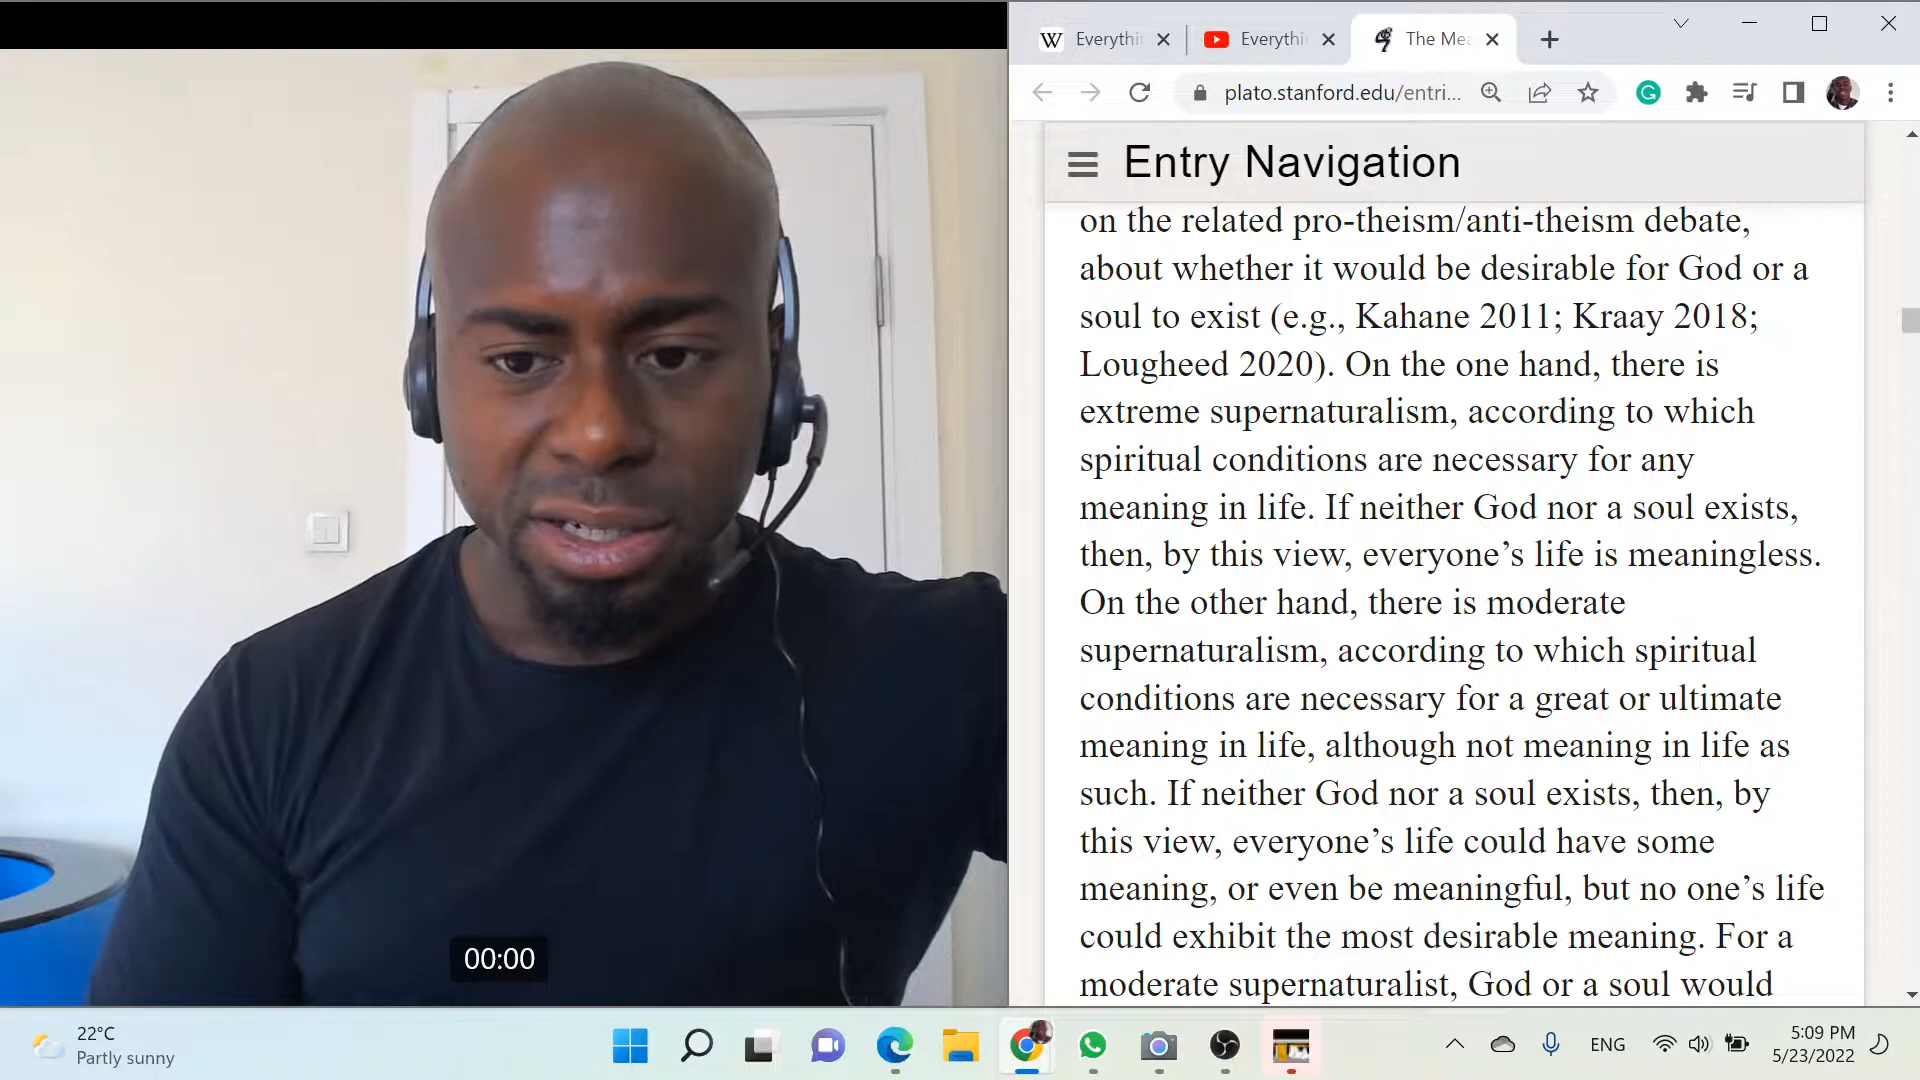 Everythi
Everythi
The Mea
plato.stanford.edu/entri...
Entry Navigation
on the related pro-theism/anti-theism debate,
about whether it would be desirable for God or a
soul to exist (e.g., Kahane 2011; Kraay 2018;
Lougheed 2020). On the one hand, there is
extreme supernaturalism, according to which
spiritual conditions are necessary for any
meaning in life. If neither God nor a soul exists,
then, by this view, everyone’s life is meaningless.
On the other hand, there is moderate
supernaturalism, according to which spiritual
conditions are necessary for a great or ultimate
meaning in life, although not meaning in life as
such. If neither God nor a soul exists, then, by
this view, everyone’s life could have some
meaning, or even be meaningful, but no one’s life
could exhibit the most desirable meaning. For a
moderate supernaturalist, God or a soul would
00:00
22°C
Partly sunny
ENG
5:09 PM
5/23/2022